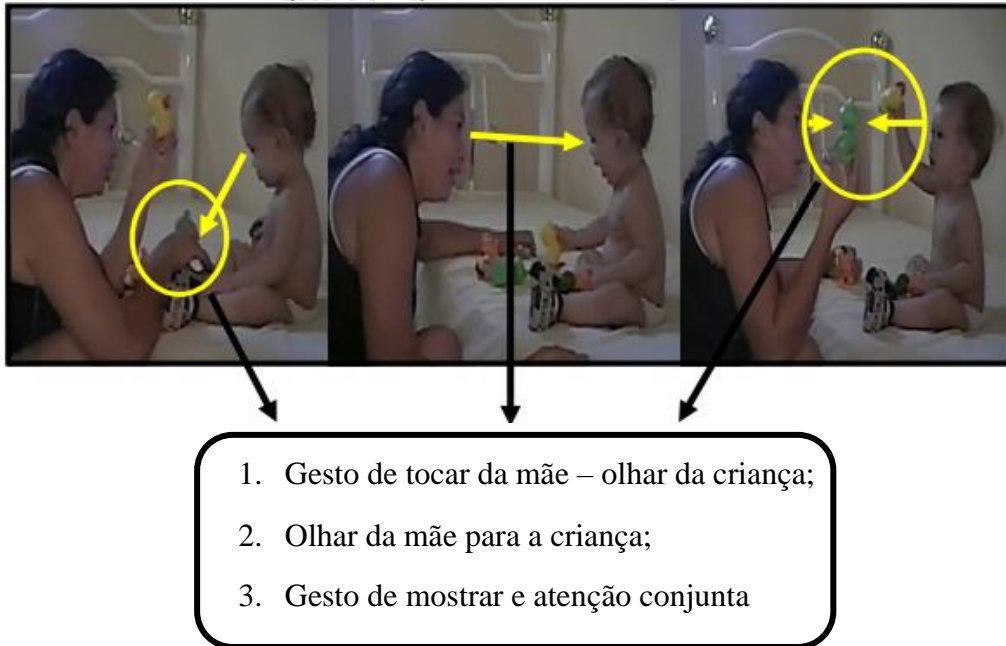 1. Gesto de tocar da mãe – olhar da criança;
2. Olhar da mãe para a criança;
3. Gesto de mostrar e atenção conjunta